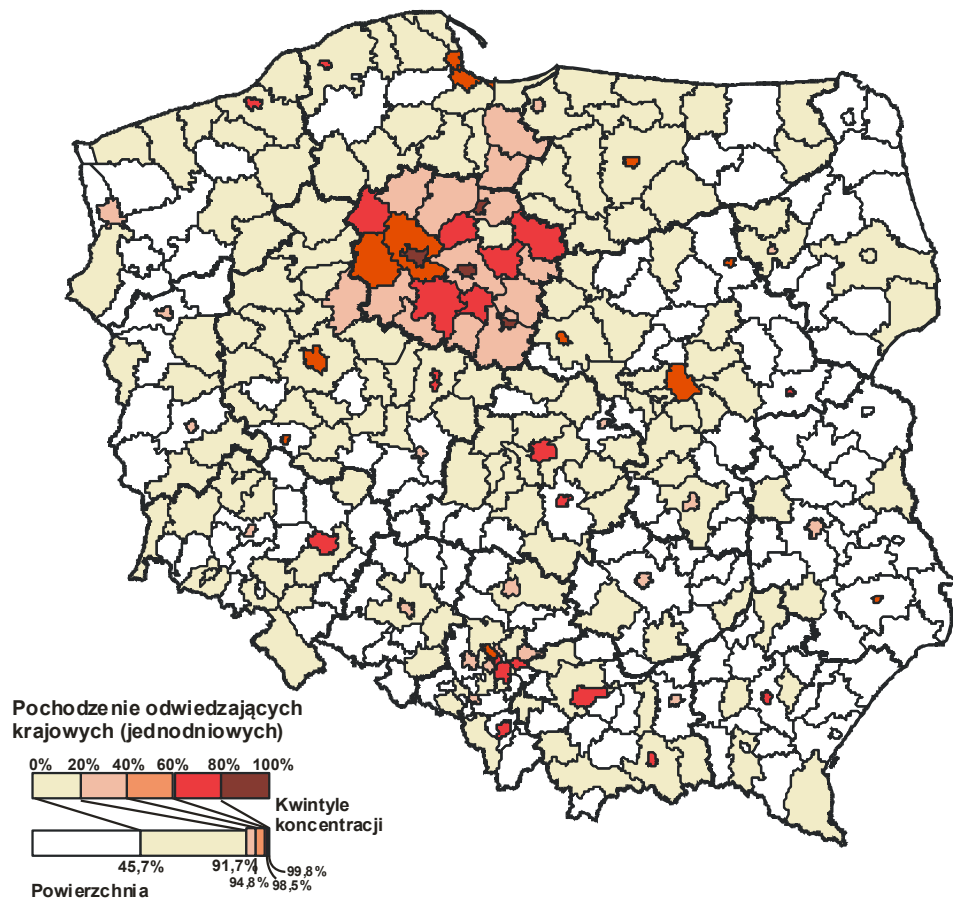 Pochodzenie odwiedzających
krajowych (jednodniowych)
0% 20% 40% 60% 80% 100%
Kwintyle
koncentracji
45,7% 91,7% 99,8%
94,8% 98,5%
Powierzchnia